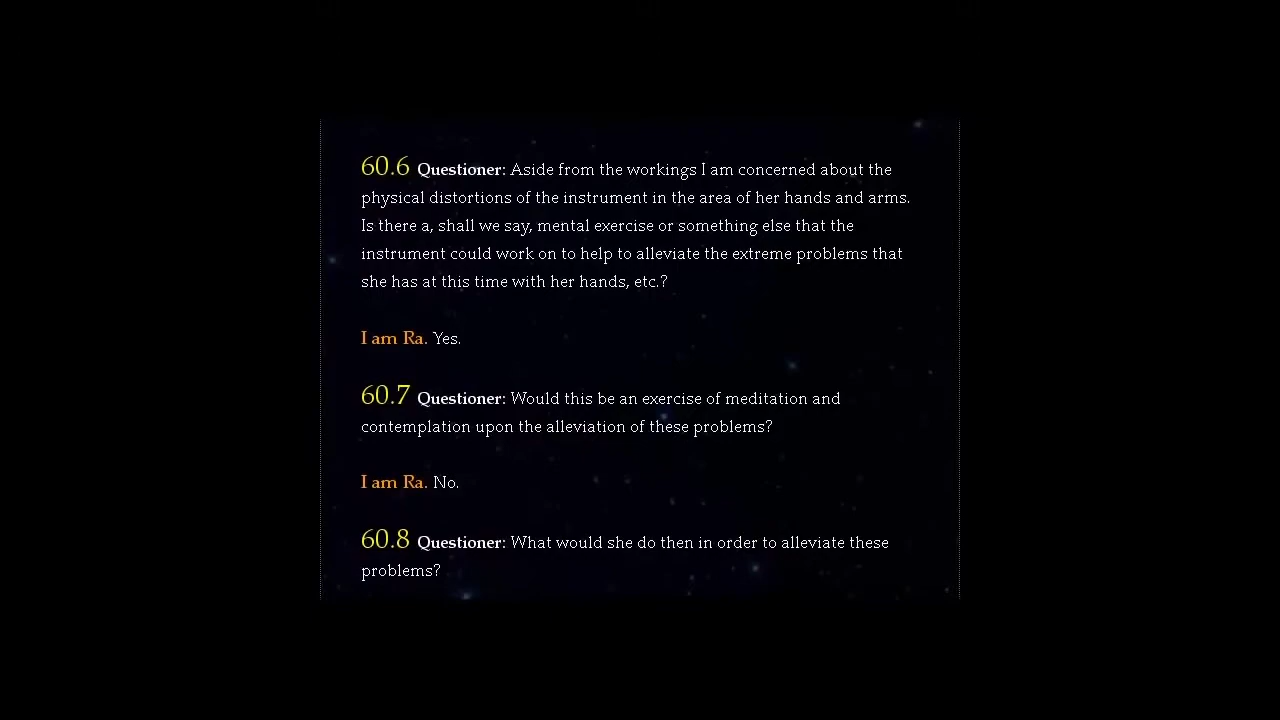 60.6 Questioner: Aside from the workings I am concerned about the
physical distortions of the instrument in the area of her hands and arms.
Is there a, shall we say, mental exercise or something else that the
instrument could work on to help to alleviate the extreme problems that
she has at this time with her hands, etc.?
I am Ra. Yes.
60.7 Questioner: Would this be an exercise of meditation and
contemplation upon the alleviation of these problems?
I am Ra. No.
60.8 Questioner: What would she do then in order to alleviate these
problems?